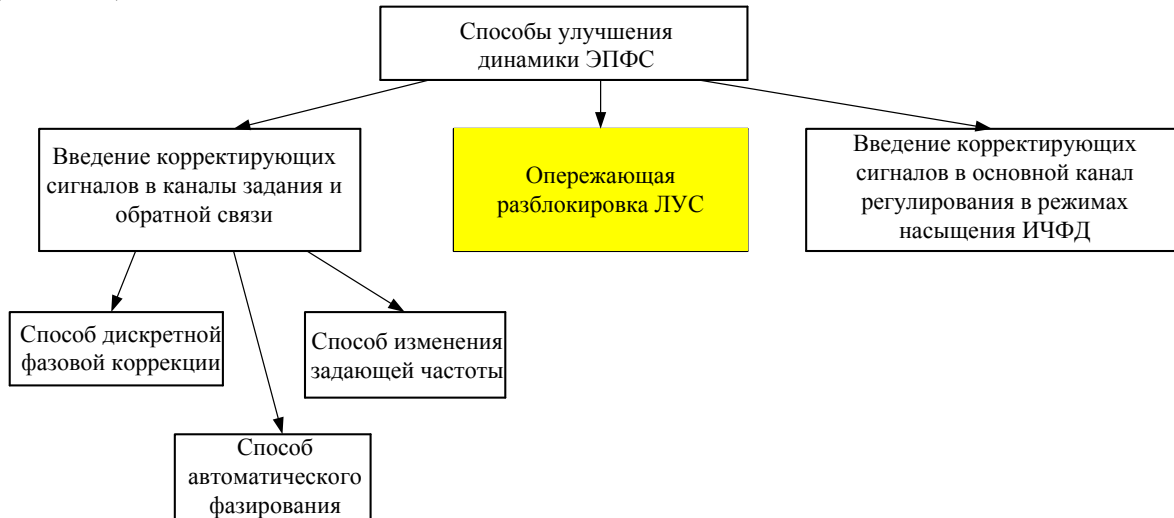 Способы улучшения
динамики ЭПФС
Введение корректирующих
сигналов в каналы задания и
обратной связи
Опережающая
разблокировка ЛУС
Введение корректирующих
сигналов в основной канал
регулирования в режимах
насыщения ИЧФД
Способ дискретной
фазовой коррекции
Способ изменения
задающей частоты
Способ
автоматического
фазирования